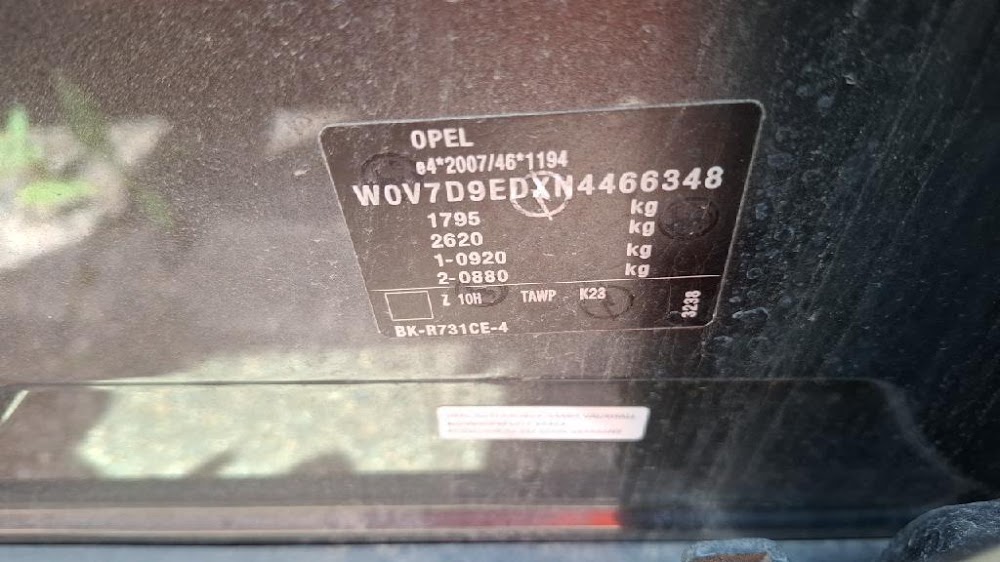 OPEL
e4*2007/46*1194
W0V7D9EDXN4466348
1795 kg
2620 kg
1-0920 kg
2-0880 kg
Z 10H TAWP K23 3238
BK-R731CE-4